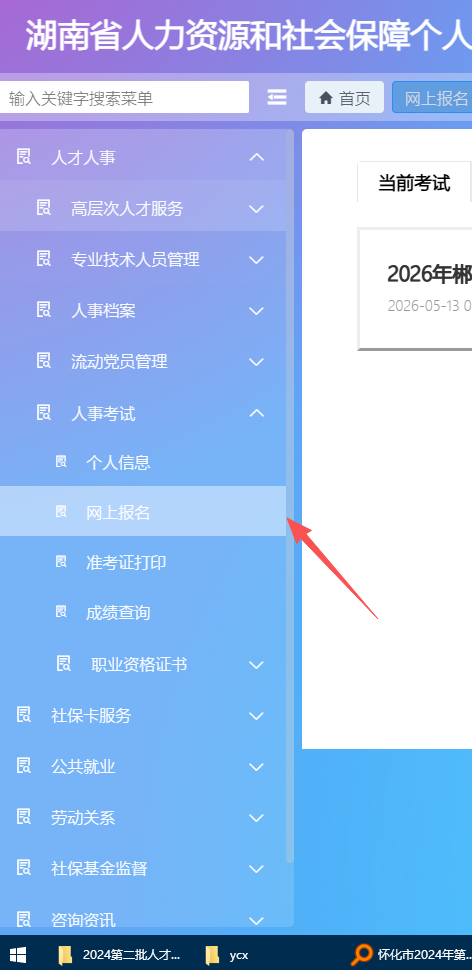 湖南省人力资源和社会保障个人
输入关键字搜索菜单
首页
网上报名
人才人事
高层次人才服务
专业技术人员管理
人事档案
流动党员管理
人事考试
个人信息
网上报名
准考证打印
成绩查询
职业资格证书
社保卡服务
公共就业
劳动关系
社保基金监督
咨询资讯
当前考试
2026年郴
2026-05-13 0
2024第二批人才...
ycx
怀化市2024年第...